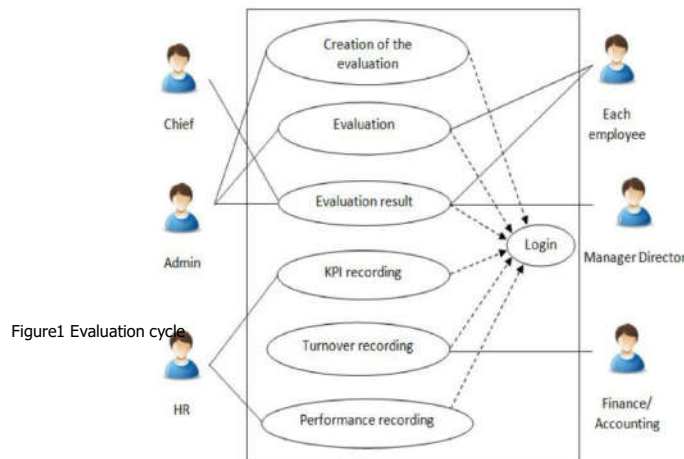 Creation of the
evaluation
Chief
Each
employee
Evaluation
Evaluation result
Admin
Login
Manager Director
KPI recording
Figure1 Evaluation cycle
Turnover recording
HR
Finance/
Accounting
Performance recording